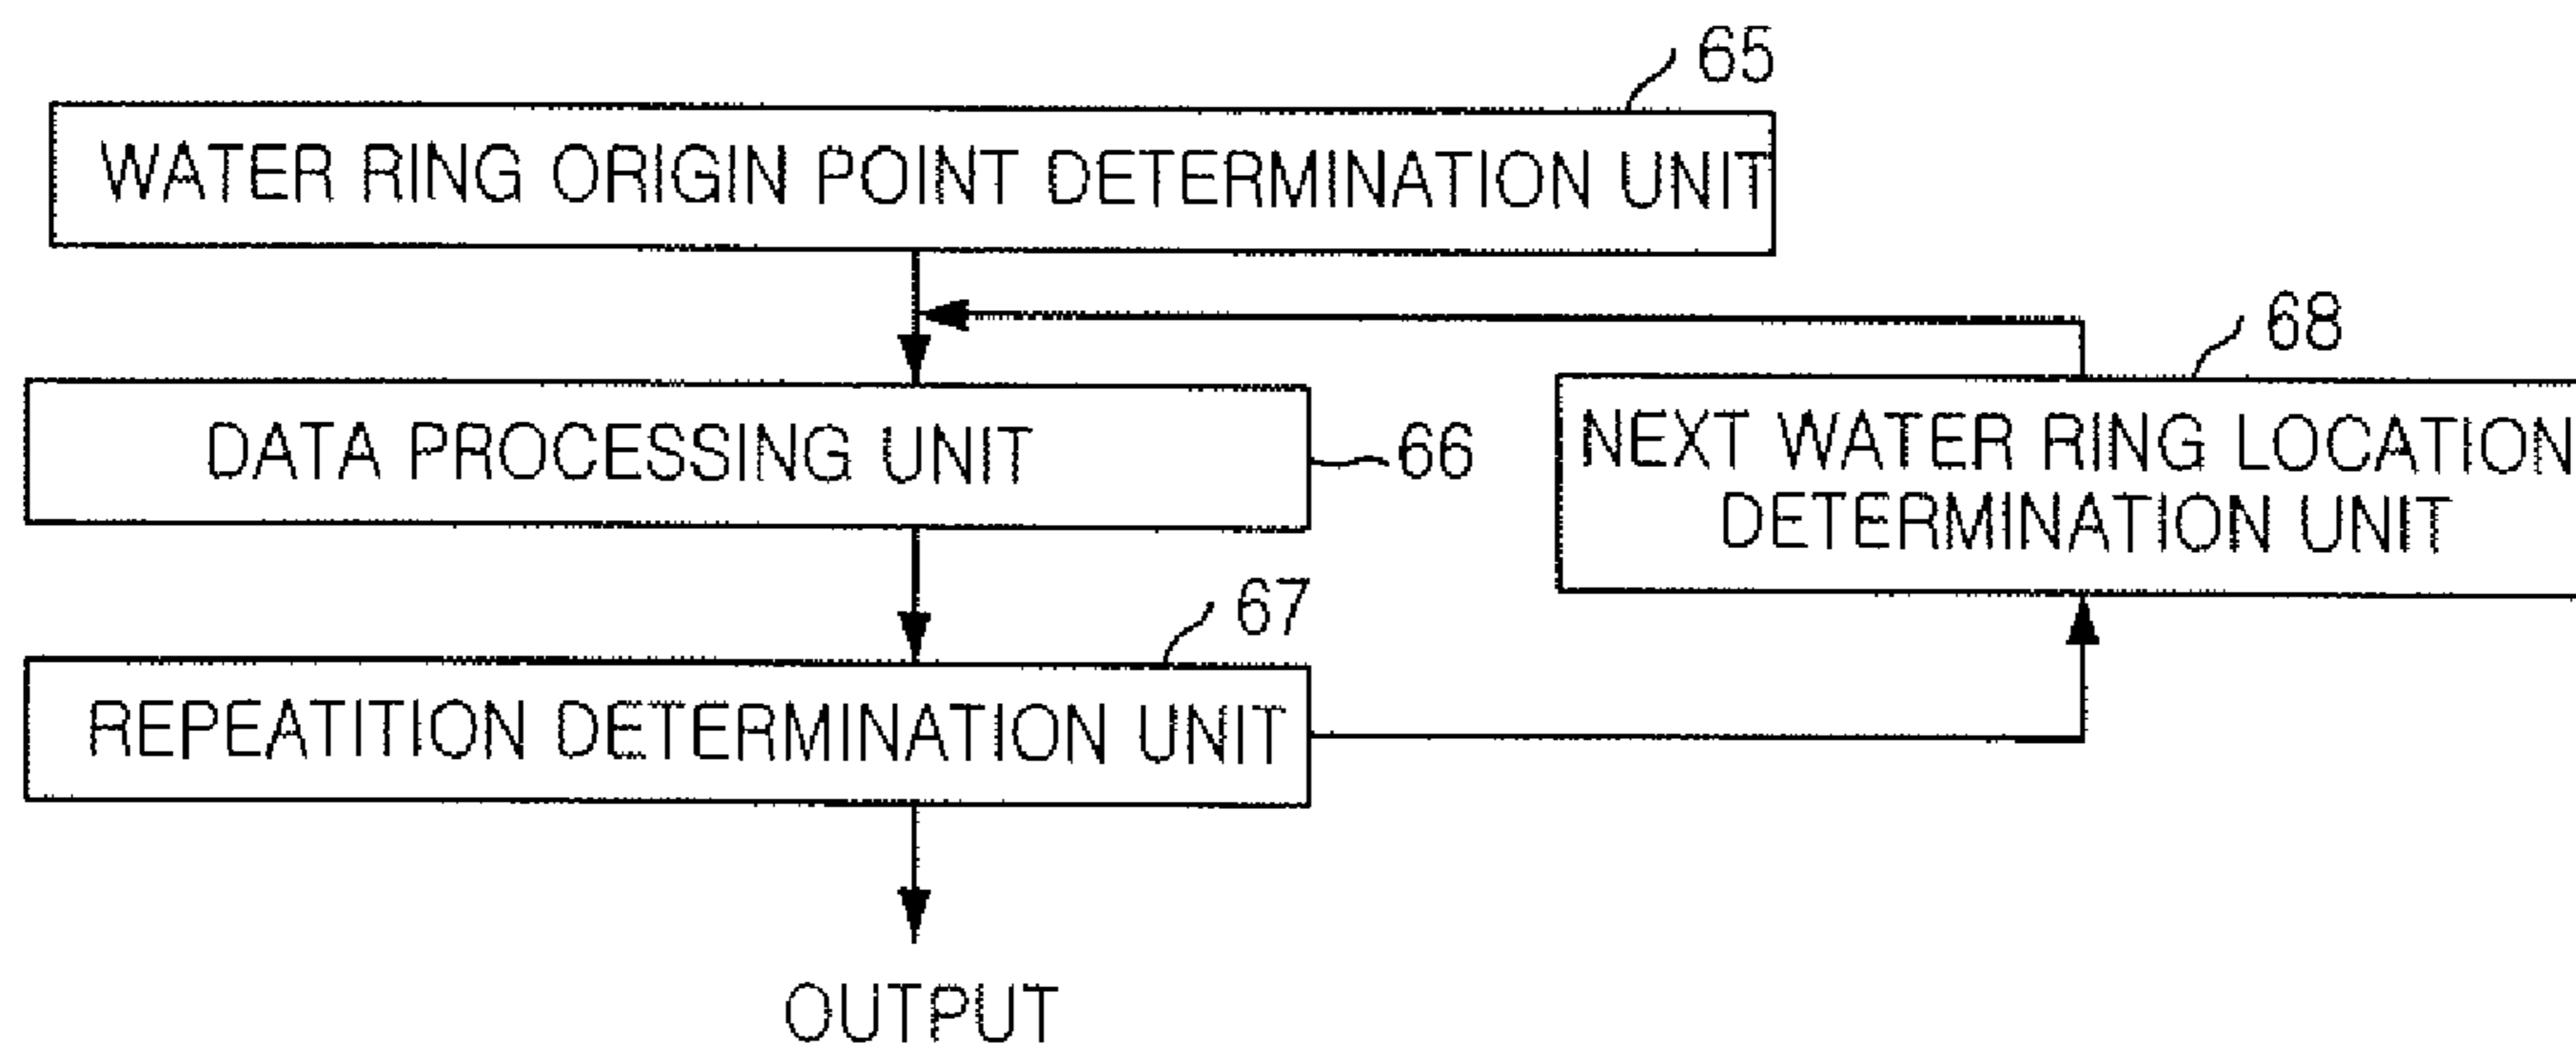 65
WATER RING ORIGIN POINT DETERMINATION UNIT
68
DATA PROCESSING UNIT
66
NEXT WATER RING LOCATION
DETERMINATION UNIT
67
REPEATITION DETERMINATION UNIT
OUTPUT